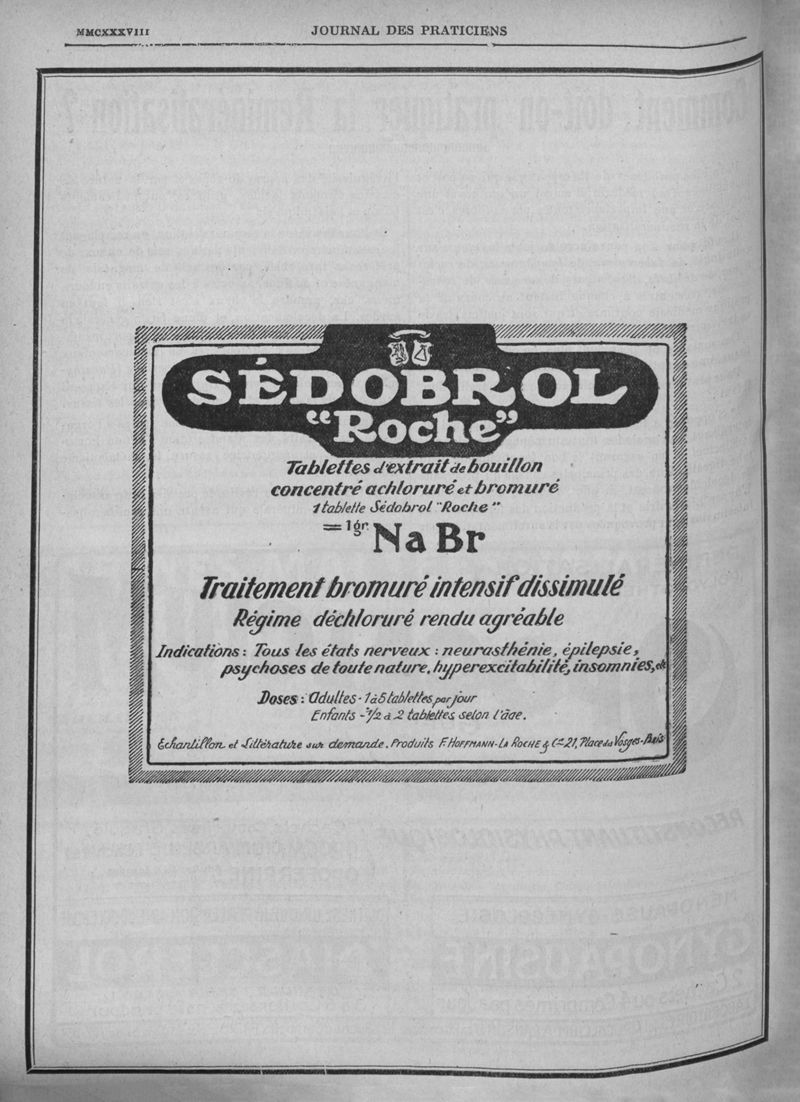 MMCXXXVIII
JOURNAL DES PRATICIENS
SÉDOBROL
"Roche"
Tablettes d'extrait de bouillon
concentré achloruré et bromuré
1 tablette Sédobrol "Roche"
= 1gr. Na Br
Traitement bromuré intensif dissimulé
Régime déchloruré rendu agréable
Indications : Tous les états nerveux : neurasthénie, épilepsie,
psychoses de toute nature, hyperexcitabilité, insomnies, etc
Doses : Adultes - 1 à 5 tablettes par jour
Enfants - 1/2 à 2 tablettes selon l'âge.
Échantillon et Littérature sur demande. Produits F. HOFFMANN-LA ROCHE & Cie 21, Place des Vosges-Paris